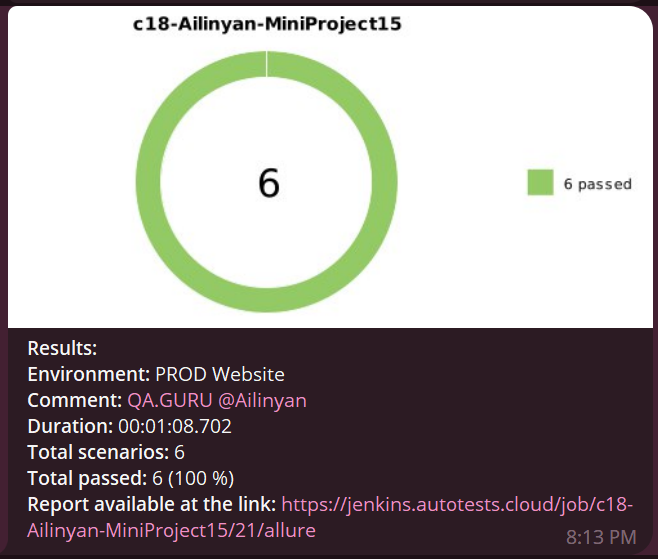 c18-Ailinyan-MiniProject15
6
6 passed
Results:
Environment: PROD Website
Comment: QA.GURU @Ailinyan
Duration: 00:01:08.702
Total scenarios: 6
Total passed: 6 (100 %)
Report available at the link: https://jenkins.autotests.cloud/job/c18-
Ailinyan-MiniProject15/21/allure
8:13 PM